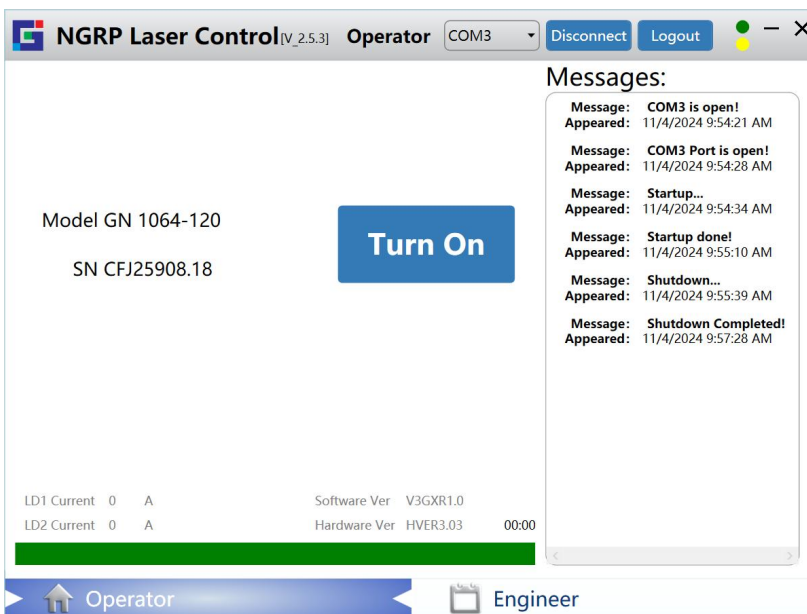 NGRP Laser Control[V_2.5.3] Operator COM3 Disconnect Logout
Messages:
Message: COM3 is open!
Appeared: 11/4/2024 9:54:21 AM
Message: COM3 Port is open!
Appeared: 11/4/2024 9:54:28 AM
Message: Startup...
Appeared: 11/4/2024 9:54:34 AM
Message: Startup done!
Appeared: 11/4/2024 9:55:10 AM
Message: Shutdown...
Appeared: 11/4/2024 9:55:39 AM
Message: Shutdown Completed!
Appeared: 11/4/2024 9:57:28 AM
Model GN 1064-120
SN CFJ25908.18
Turn On
LD1 Current 0 A Software Ver V3GXR1.0
LD2 Current 0 A Hardware Ver HVER3.03 00:00
Operator Engineer